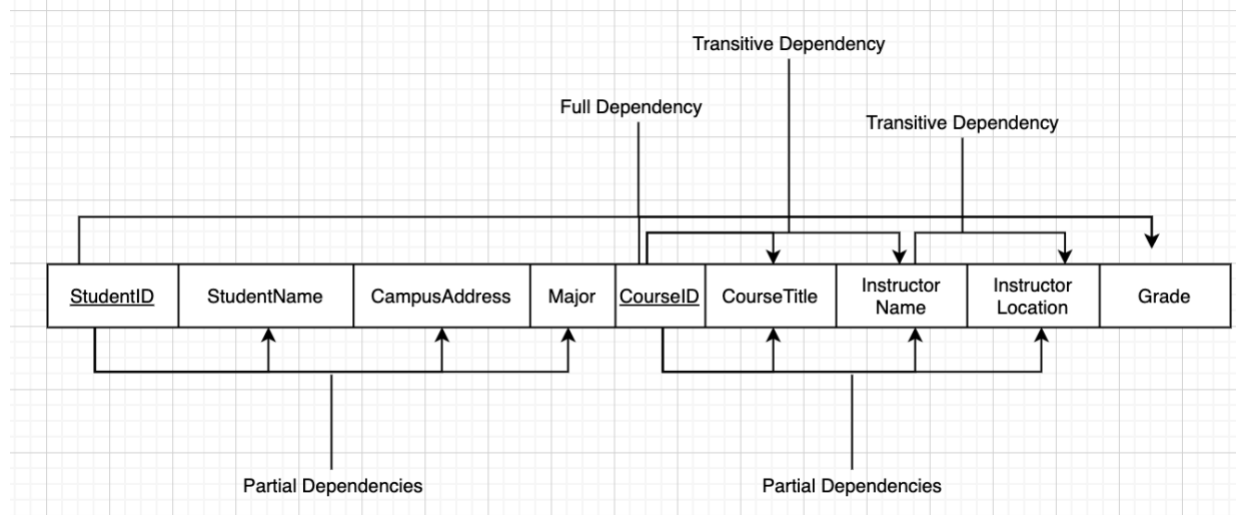 Transitive Dependency
Full Dependency
Transitive Dependency
StudentID StudentName CampusAddress Major CourseID CourseTitle Instructor Name Instructor Location Grade
Partial Dependencies Partial Dependencies